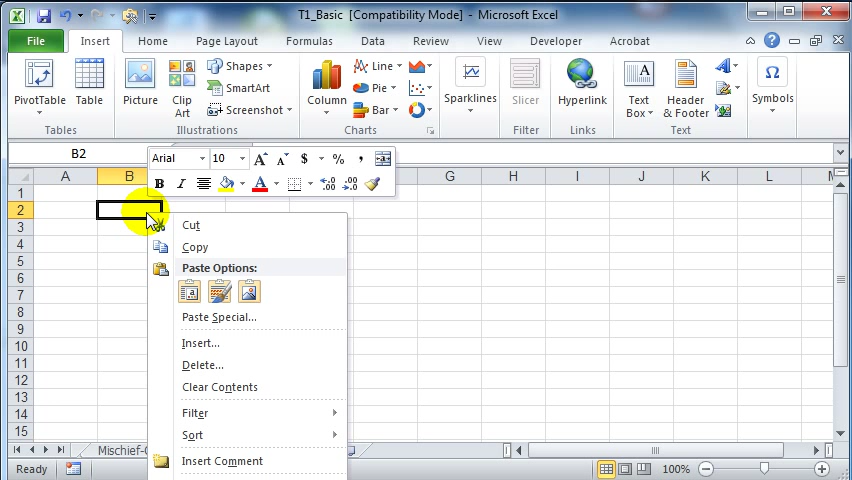 T1_Basic [Compatibility Mode] - Microsoft Excel
File Insert Home Page Layout Formulas Data Review View Developer Acrobat
PivotTable Table Picture Clip Art Shapes SmartArt Screenshot Column Line Pie Bar Sparklines Slicer Hyperlink Text Box Header & Footer Symbols
Tables Illustrations Charts Filter Links Text
B2
Arial 10 $ % ,
B I A
A B G H I J K L M
1
2
3
4
5
6
7
8
9
10
11
12
13
14
15
Cut
Copy
Paste Options:
Paste Special...
Insert...
Delete...
Clear Contents
Filter
Sort
Insert Comment
Mischief-
Ready 100%